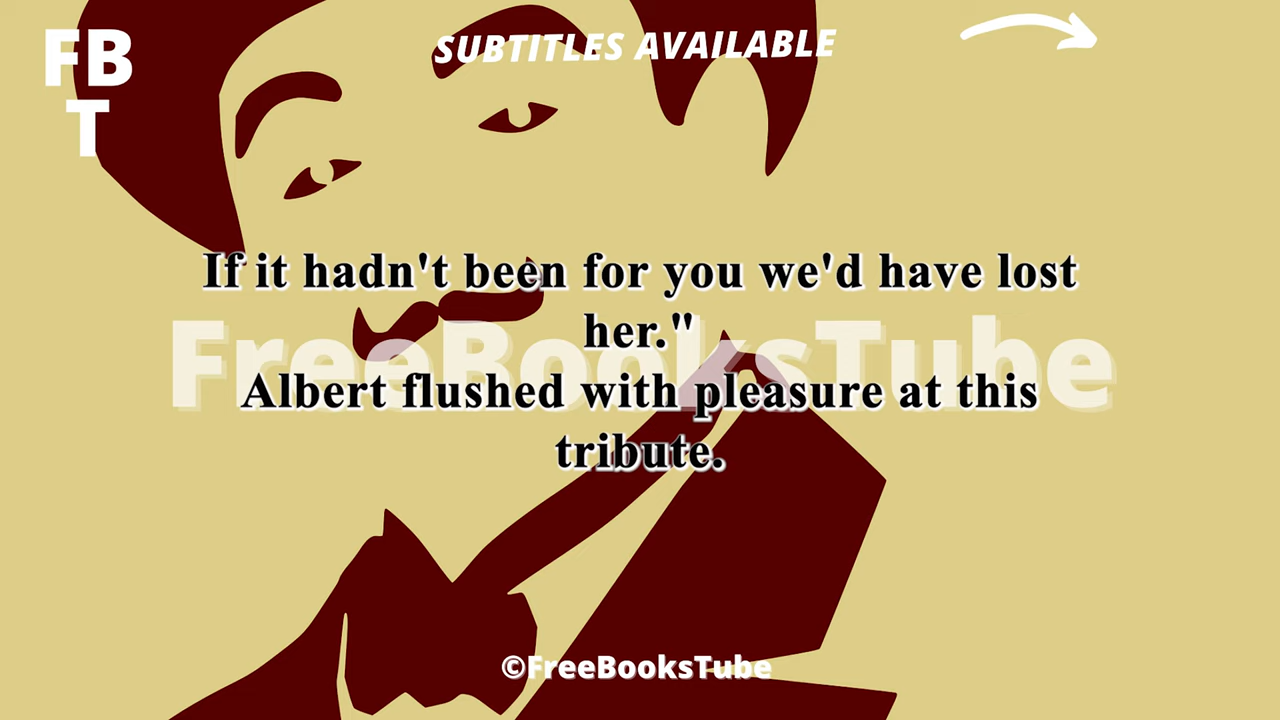 FB
T
SUBTITLES AVAILABLE
If it hadn't been for you we'd have lost
her."
FreeBooksTube
Albert flushed with pleasure at this
tribute.
©FreeBooksTube